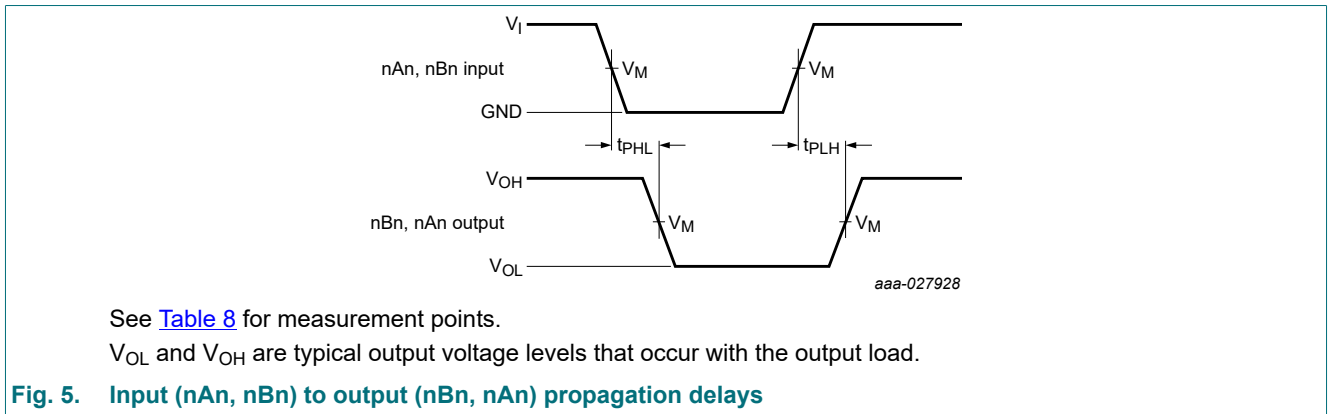 VI
nAn, nBn input
VM
VM
GND
tPHL
tPLH
VOH
nBn, nAn output
VM
VM
VOL
aaa-027928
See Table 8 for measurement points.
VOL and VOH are typical output voltage levels that occur with the output load.
Fig. 5. Input (nAn, nBn) to output (nBn, nAn) propagation delays